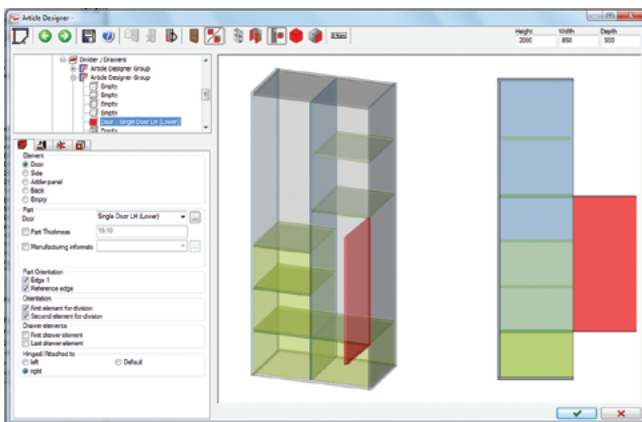 Article Designer -
Height Width Depth
2000 850 500
Divider / Drawers
Article Designer Group
Article Designer Group
Empty
Empty
Empty
Empty
Door : Single Door LH (Lower)
Element
Door
Side
Back
Empty
Part
Door Single Door LH (Lower)
Part Thickness
Manufacturing informati
Part Orientation
Edge 1
Reference edge
Orientation
First element for division
Second element for division
Drawer elements
First drawer element
Last drawer element
Hinged/Attached to
left Default
right